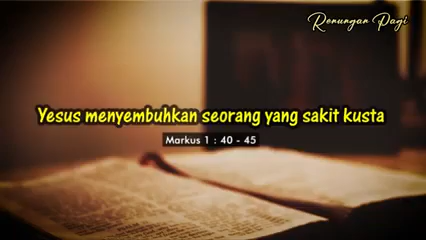 Renungan Pagi
Yesus menyembuhkan seorang yang sakit kusta
Markus 1 : 40 - 45